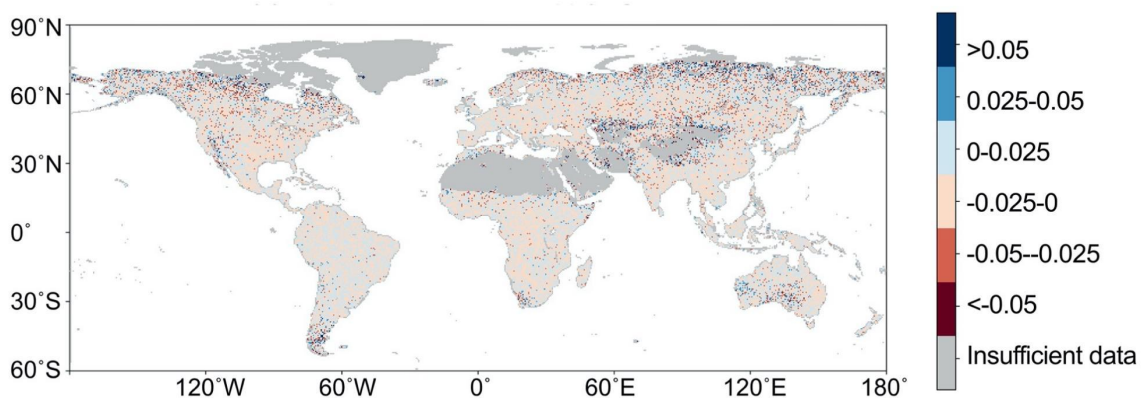 90˚N
60˚N
30˚N
0˚
30˚S
60˚S
120˚W
60˚W
0˚
60˚E
120˚E
180˚
>0.05
0.025-0.05
0-0.025
-0.025-0
-0.05--0.025
<-0.05
Insufficient data